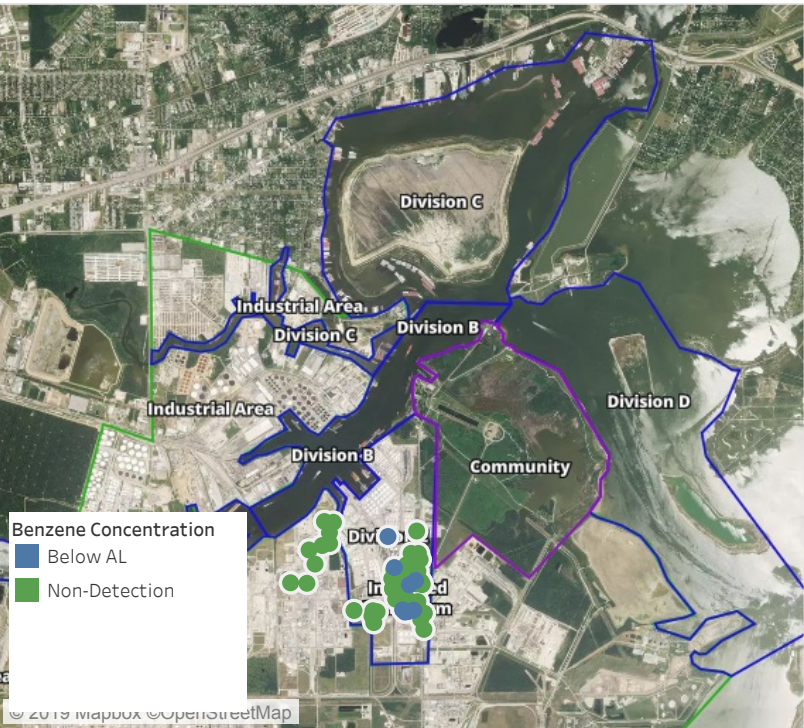 Division C
Industrial Area
Division C
Division B
Industrial Area
Division D
Division B
Community
Benzene Concentration
Below AL
Non-Detection
© 2019 Mapbox ©OpenStreetMap